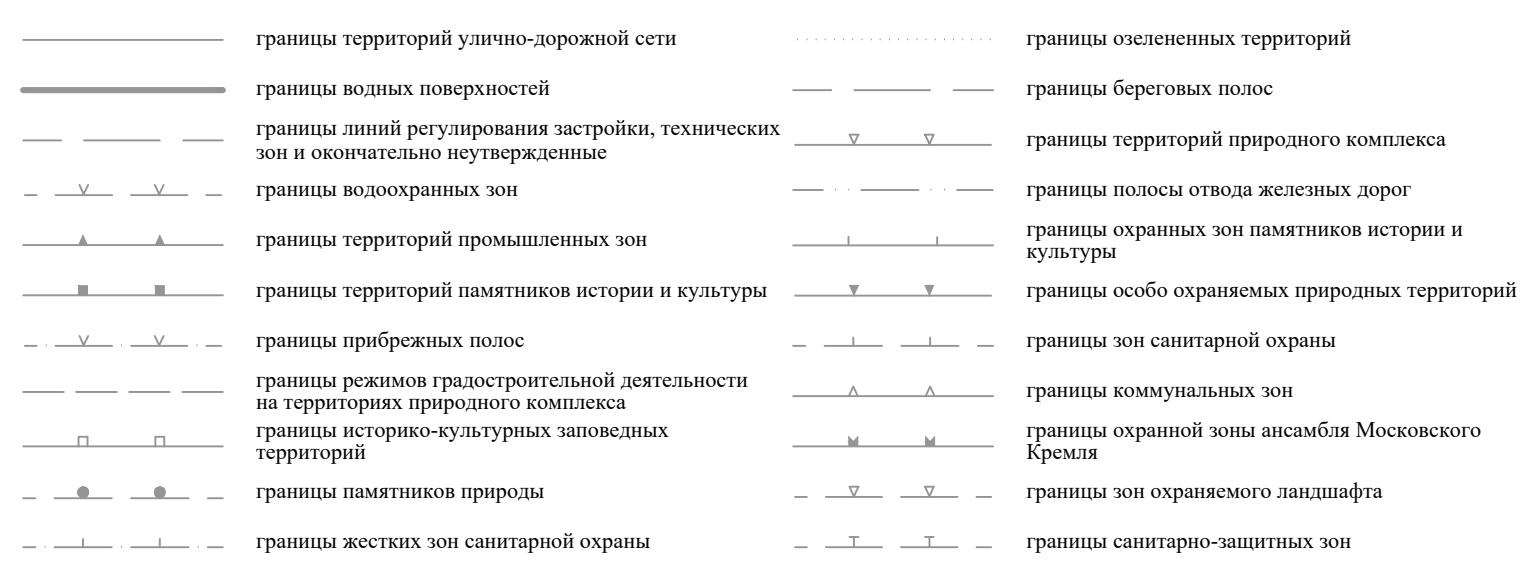 границы территорий улично-дорожной сети
границы водных поверхностей
границы линий регулирования застройки, технических
зон и окончательно неутвержденные
границы водоохранных зон
границы территорий промышленных зон
границы территорий памятников истории и культуры
границы прибрежных полос
границы режимов градостроительной деятельности
на территориях природного комплекса
границы историко-культурных заповедных
территорий
границы памятников природы
границы жестких зон санитарной охраны
границы озелененных территорий
границы береговых полос
границы территорий природного комплекса
границы полосы отвода железных дорог
границы охранных зон памятников истории и
культуры
границы особо охраняемых природных территорий
границы зон санитарной охраны
границы коммунальных зон
границы охранной зоны ансамбля Московского
Кремля
границы зон охраняемого ландшафта
границы санитарно-защитных зон